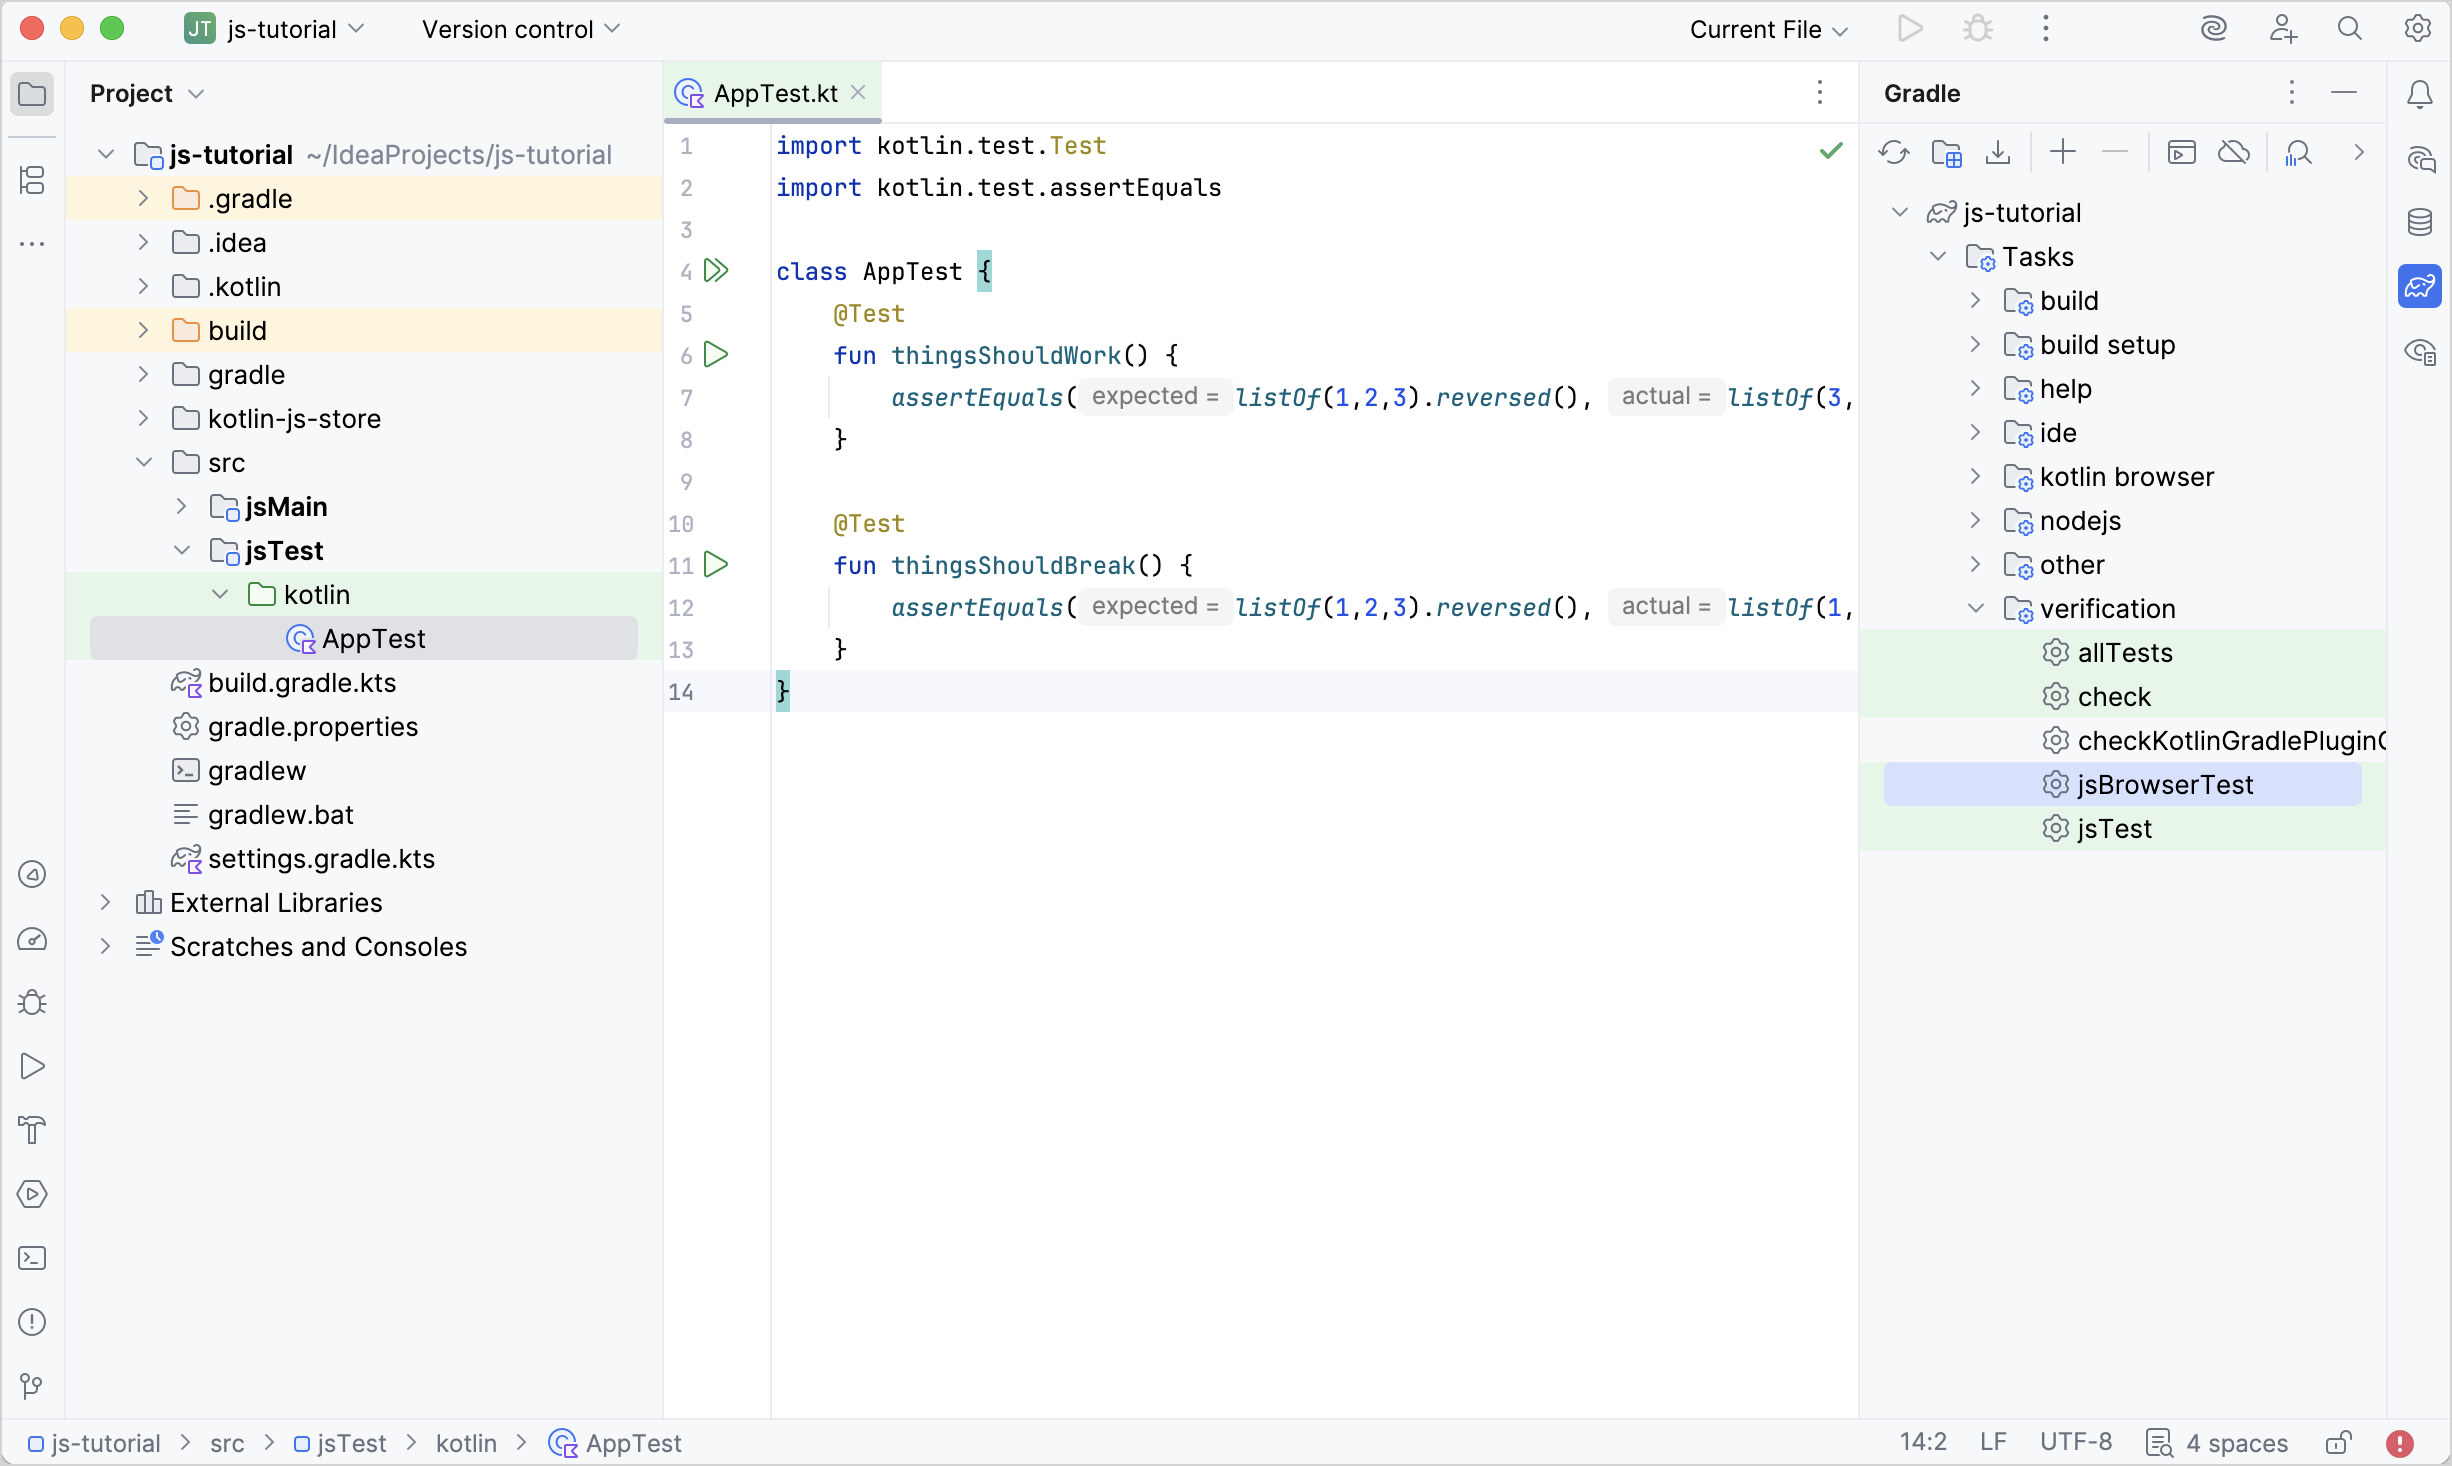 JT js-tutorial Version control Current File
Project
js-tutorial ~/IdeaProjects/js-tutorial
.gradle
.idea
.kotlin
build
gradle
kotlin-js-store
src
jsMain
jsTest
kotlin
AppTest
build.gradle.kts
gradle.properties
gradlew
gradlew.bat
settings.gradle.kts
External Libraries
Scratches and Consoles
AppTest.kt
1 import kotlin.test.Test
2 import kotlin.test.assertEquals
3
4 class AppTest {
5 @Test
6 fun thingsShouldWork() {
7 assertEquals( expected = listOf(1,2,3).reversed(), actual = listOf(3,
8 }
9
10 @Test
11 fun thingsShouldBreak() {
12 assertEquals( expected = listOf(1,2,3).reversed(), actual = listOf(1,
13 }
14 }
Gradle
js-tutorial
Tasks
build
build setup
help
ide
kotlin browser
nodejs
other
verification
allTests
check
checkKotlinGradlePlugin
jsBrowserTest
jsTest
js-tutorial > src > jsTest > kotlin > AppTest
14:2 LF UTF-8 4 spaces